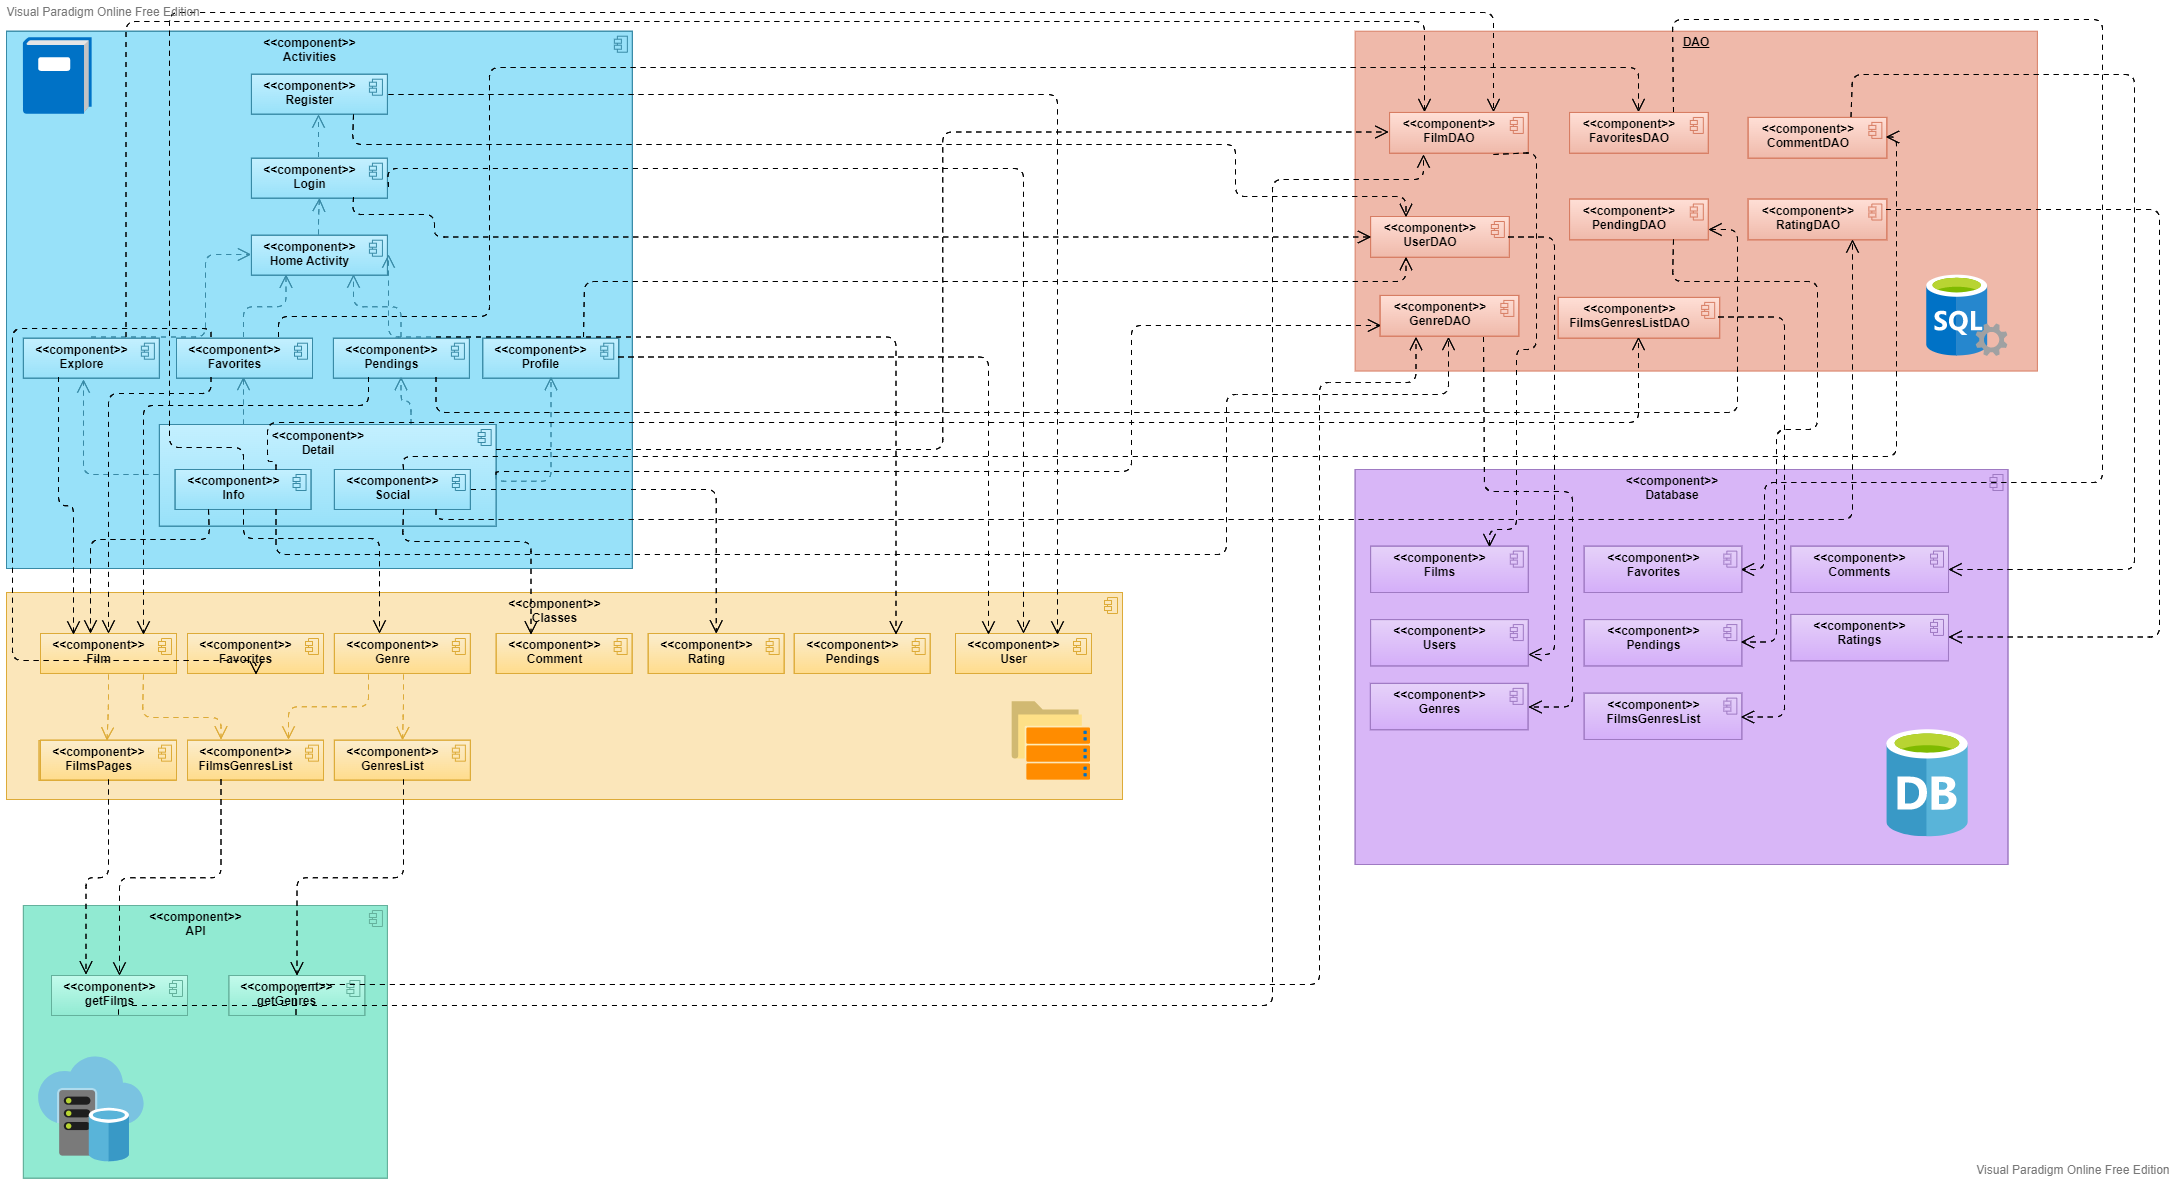 Visual Paradigm Online Free Edition
<<component>>
Activities
<<component>>
Register
<<component>>
Login
<<component>>
Home Activity
<<component>>
Explore
<<component>>
Favorites
<<component>>
Pendings
<<component>>
Profile
<<component>>
Detail
<<component>>
Info
<<component>>
Social
DAO
<<component>>
FilmDAO
<<component>>
FavoritesDAO
<<component>>
CommentDAO
<<component>>
UserDAO
<<component>>
PendingDAO
<<component>>
RatingDAO
<<component>>
GenreDAO
<<component>>
FilmsGenresListDAO
SQL
<<component>>
Database
<<component>>
Films
<<component>>
Favorites
<<component>>
Comments
<<component>>
Users
<<component>>
Pendings
<<component>>
Ratings
<<component>>
Genres
<<component>>
FilmsGenresList
DB
<<component>>
Classes
<<component>>
Film
<<component>>
Favorites
<<component>>
Genre
<<component>>
Comment
<<component>>
Rating
<<component>>
Pendings
<<component>>
User
<<component>>
FilmsPages
<<component>>
FilmsGenresList
<<component>>
GenresList
<<component>>
API
<<component>>
getFilms
<<component>>
getGenres
Visual Paradigm Online Free Edition